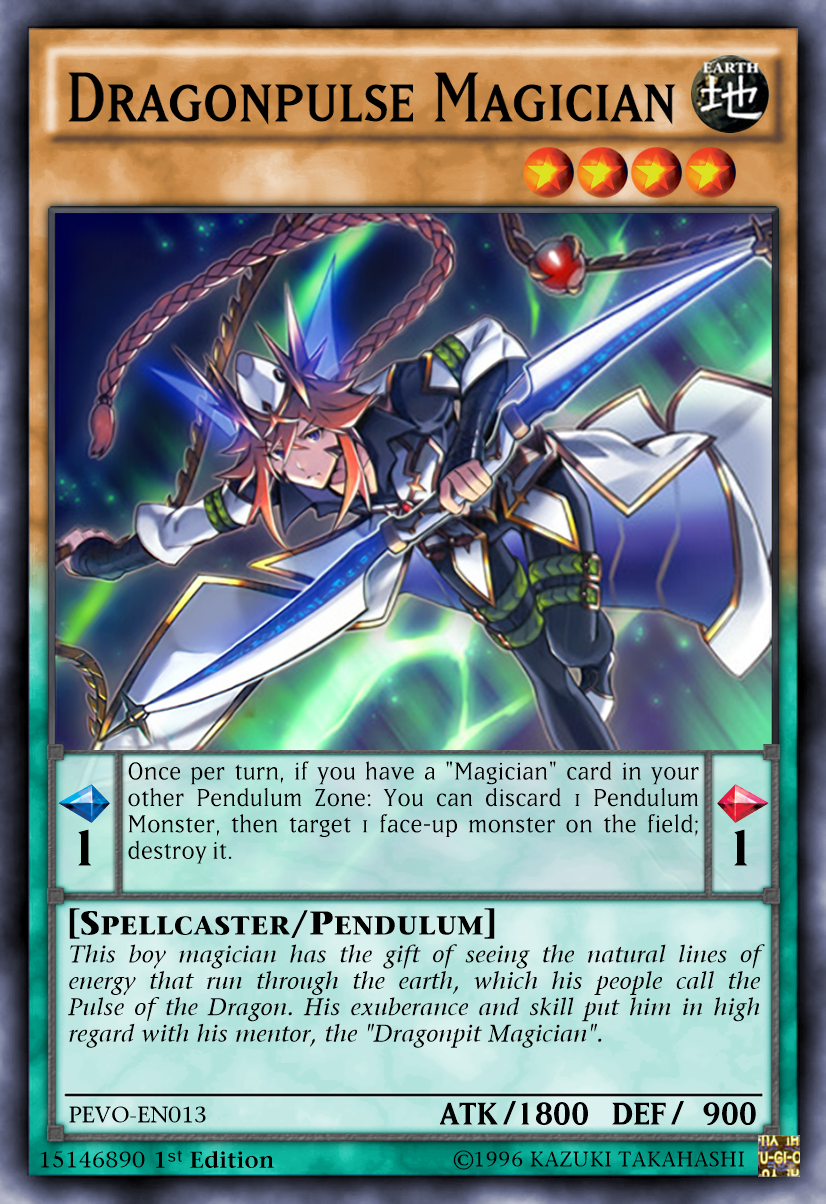 Dragonpulse Magician
EARTH
地
Once per turn, if you have a "Magician" card in your
other Pendulum Zone: You can discard 1 Pendulum
Monster, then target 1 face-up monster on the field;
destroy it.
1
1
[Spellcaster/Pendulum]
This boy magician has the gift of seeing the natural lines of
energy that run through the earth, which his people call the
Pulse of the Dragon. His exuberance and skill put him in high
regard with his mentor, the "Dragonpit Magician".
PEVO-EN013
ATK/1800 DEF/ 900
15146890 1st Edition
©1996 KAZUKI TAKAHASHI
YU-GI-O